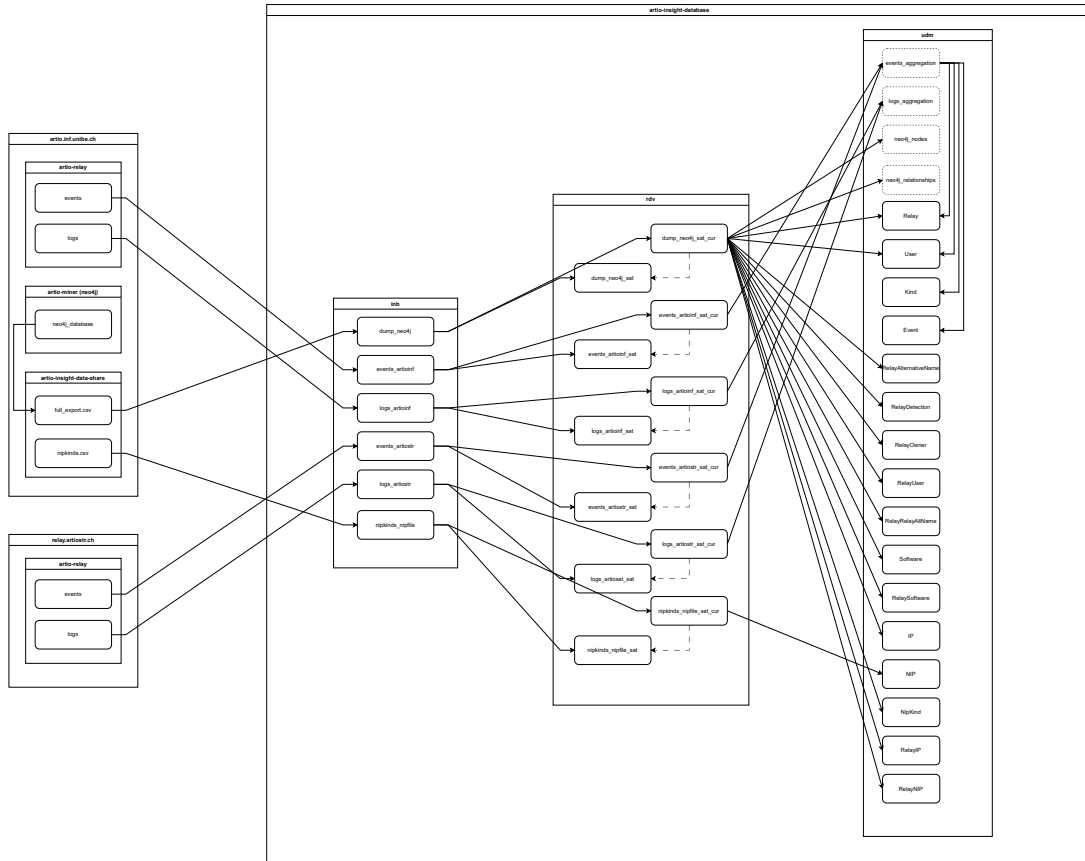 artio-insight-database
udm
events_aggregation
logs_aggregation
neo4j_nodes
neo4j_relationships
Relay
User
Kind
Event
RelayAlternativeName
RelayDetection
RelayOwner
RelayUser
RelayRelayAltName
Software
RelaySoftware
IP
NIP
NipKind
RelayIP
RelayNIP
artio.inf.unibe.ch
artio-relay
events
logs
artio-miner (neo4j)
neo4j_database
artio-insight-data-share
full_export.csv
nipkinds.csv
relay.artiostr.ch
artio-relay
events
logs
inb
dump_neo4j
events_artioinf
logs_artioinf
events_artiostr
logs_artiostr
nipkinds_nipfile
rdv
dump_neo4j_sat_cur
dump_neo4j_sat
events_artioinf_sat_cur
events_artioinf_sat
logs_artioinf_sat_cur
logs_artioinf_sat
events_artiostr_sat_cur
events_artiostr_sat
logs_artiostr_sat_cur
logs_artiosat_sat
nipkinds_nipfile_sat_cur
nipkinds_nipfile_sat